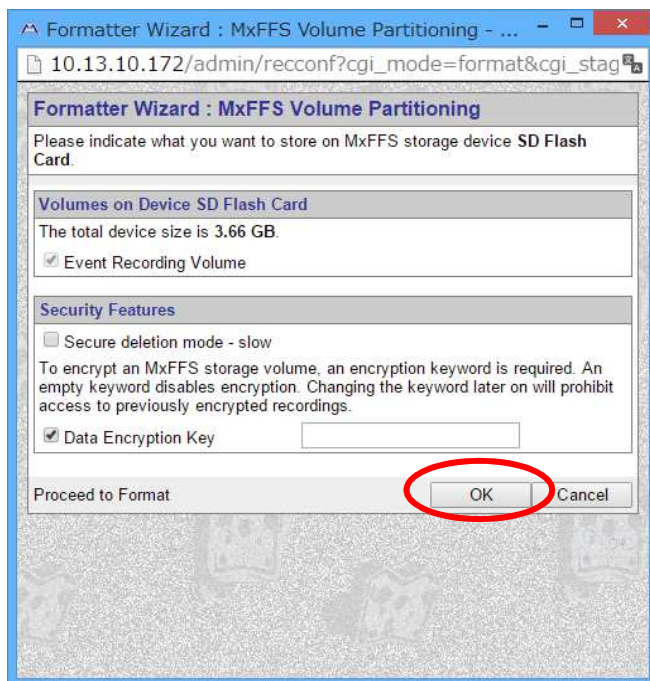 Formatter Wizard : MxFFS Volume Partitioning - ...
10.13.10.172/admin/recconf?cgi_mode=format&cgi_stag
Formatter Wizard : MxFFS Volume Partitioning
Please indicate what you want to store on MxFFS storage device SD Flash
Card.
Volumes on Device SD Flash Card
The total device size is 3.66 GB.
Event Recording Volume
Security Features
Secure deletion mode - slow
To encrypt an MxFFS storage volume, an encryption keyword is required. An
empty keyword disables encryption. Changing the keyword later on will prohibit
access to previously encrypted recordings.
Data Encryption Key
Proceed to Format OK Cancel